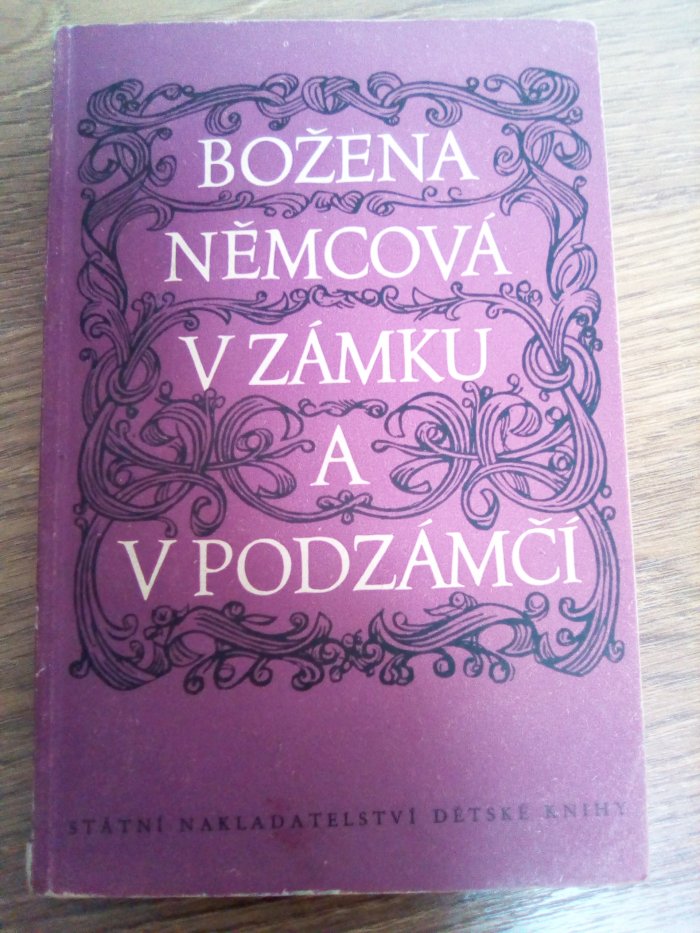 BOŽENA
NĚMCOVÁ
V ZÁMKU
A
V PODZÁMČÍ
STÁTNÍ NAKLADATELSTVÍ DĚTSKÉ KNIHY